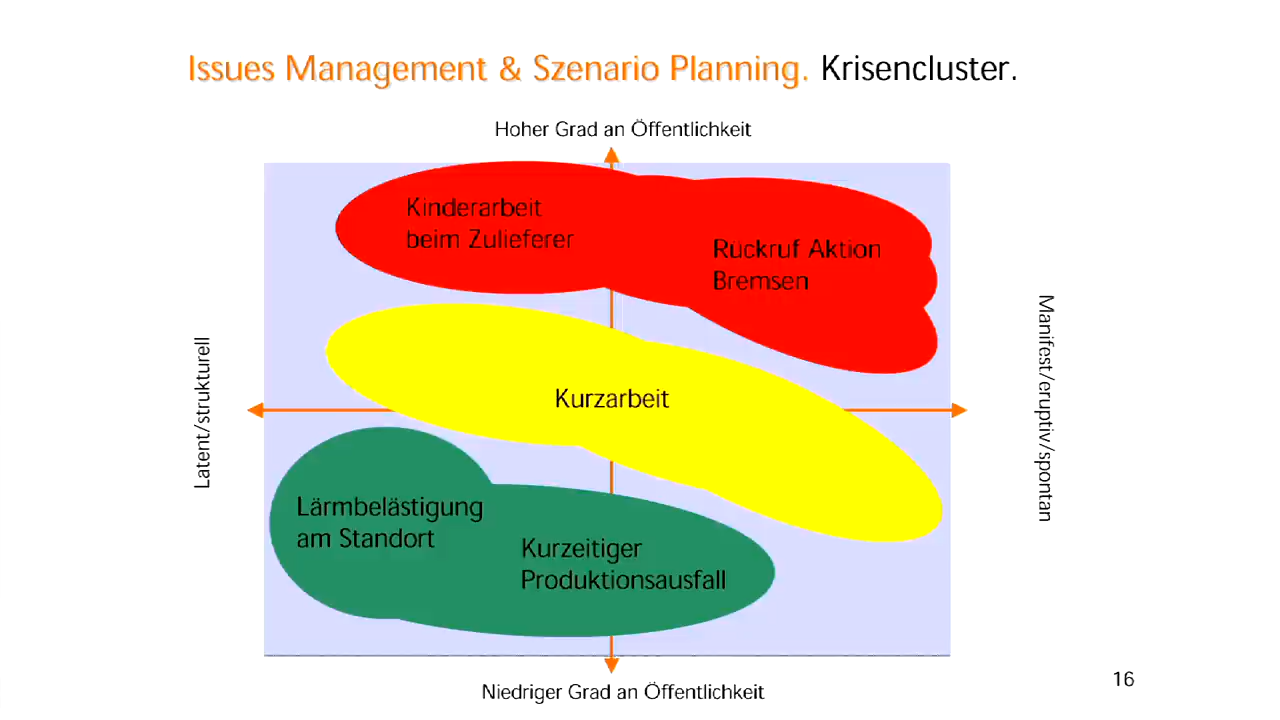 Issues Management & Szenario Planning. Krisencluster.
Hoher Grad an Öffentlichkeit
Kinderarbeit
beim Zulieferer
Rückruf Aktion
Bremsen
Latent/strukturell
Manifest/eruptiv/spontan
Kurzarbeit
Lärmbelästigung
am Standort
Kurzeitiger
Produktionsausfall
Niedriger Grad an Öffentlichkeit
16